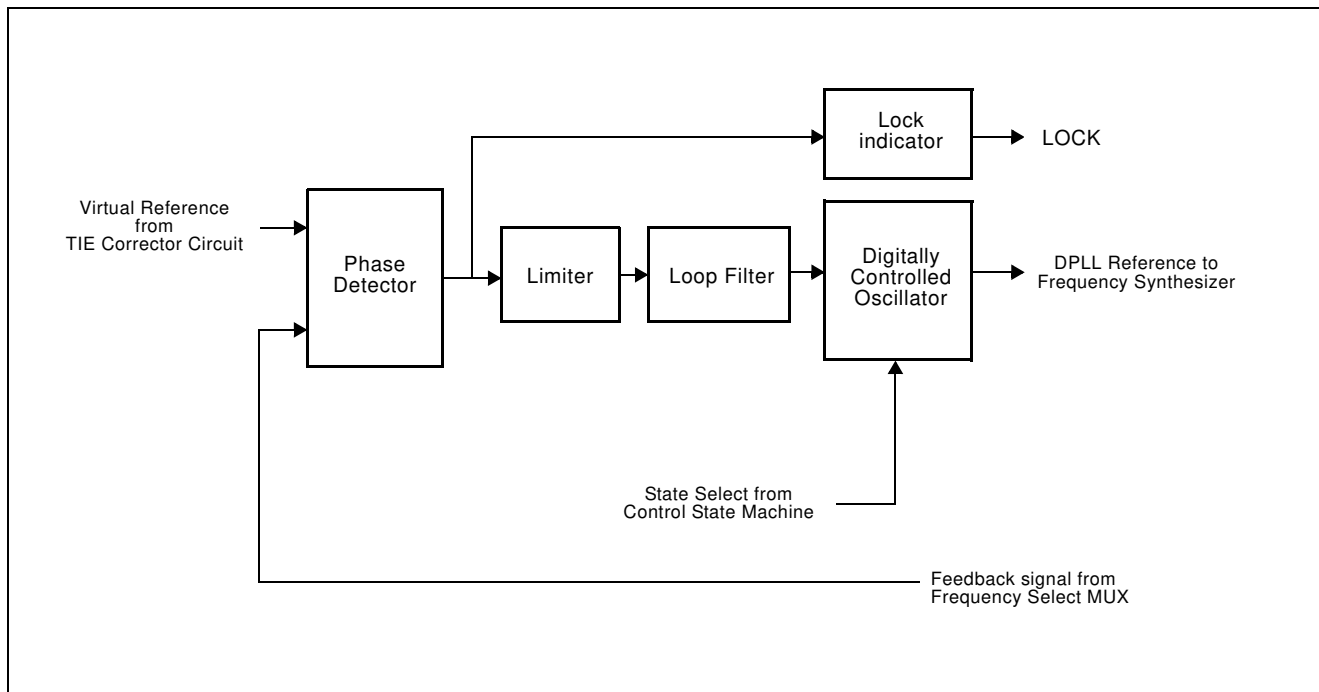 Lock
indicator
LOCK
Virtual Reference
from
TIE Corrector Circuit
Phase
Detector
Limiter
Loop Filter
Digitally
Controlled
Oscillator
DPLL Reference to
Frequency Synthesizer
State Select from
Control State Machine
Feedback signal from
Frequency Select MUX